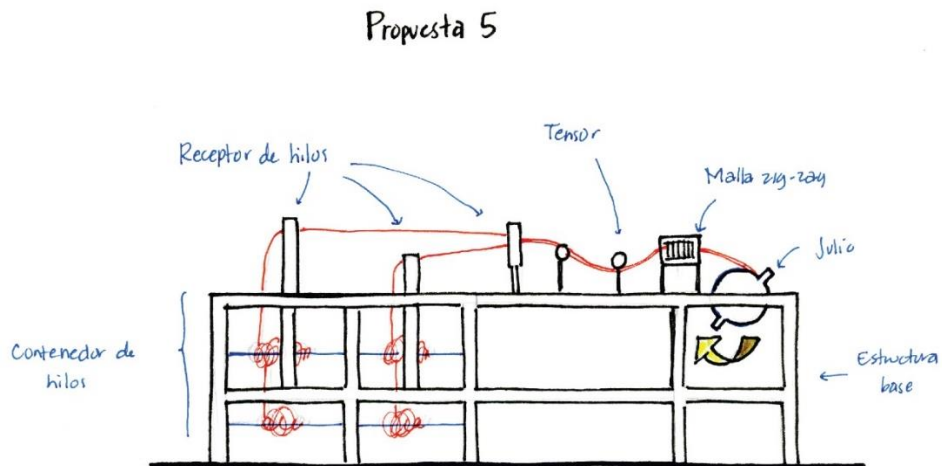 Propuesta 5
Tensor
Receptor de hilos
Malla zig-zag
Julio
Contenedor de
hilos
Estructura
base